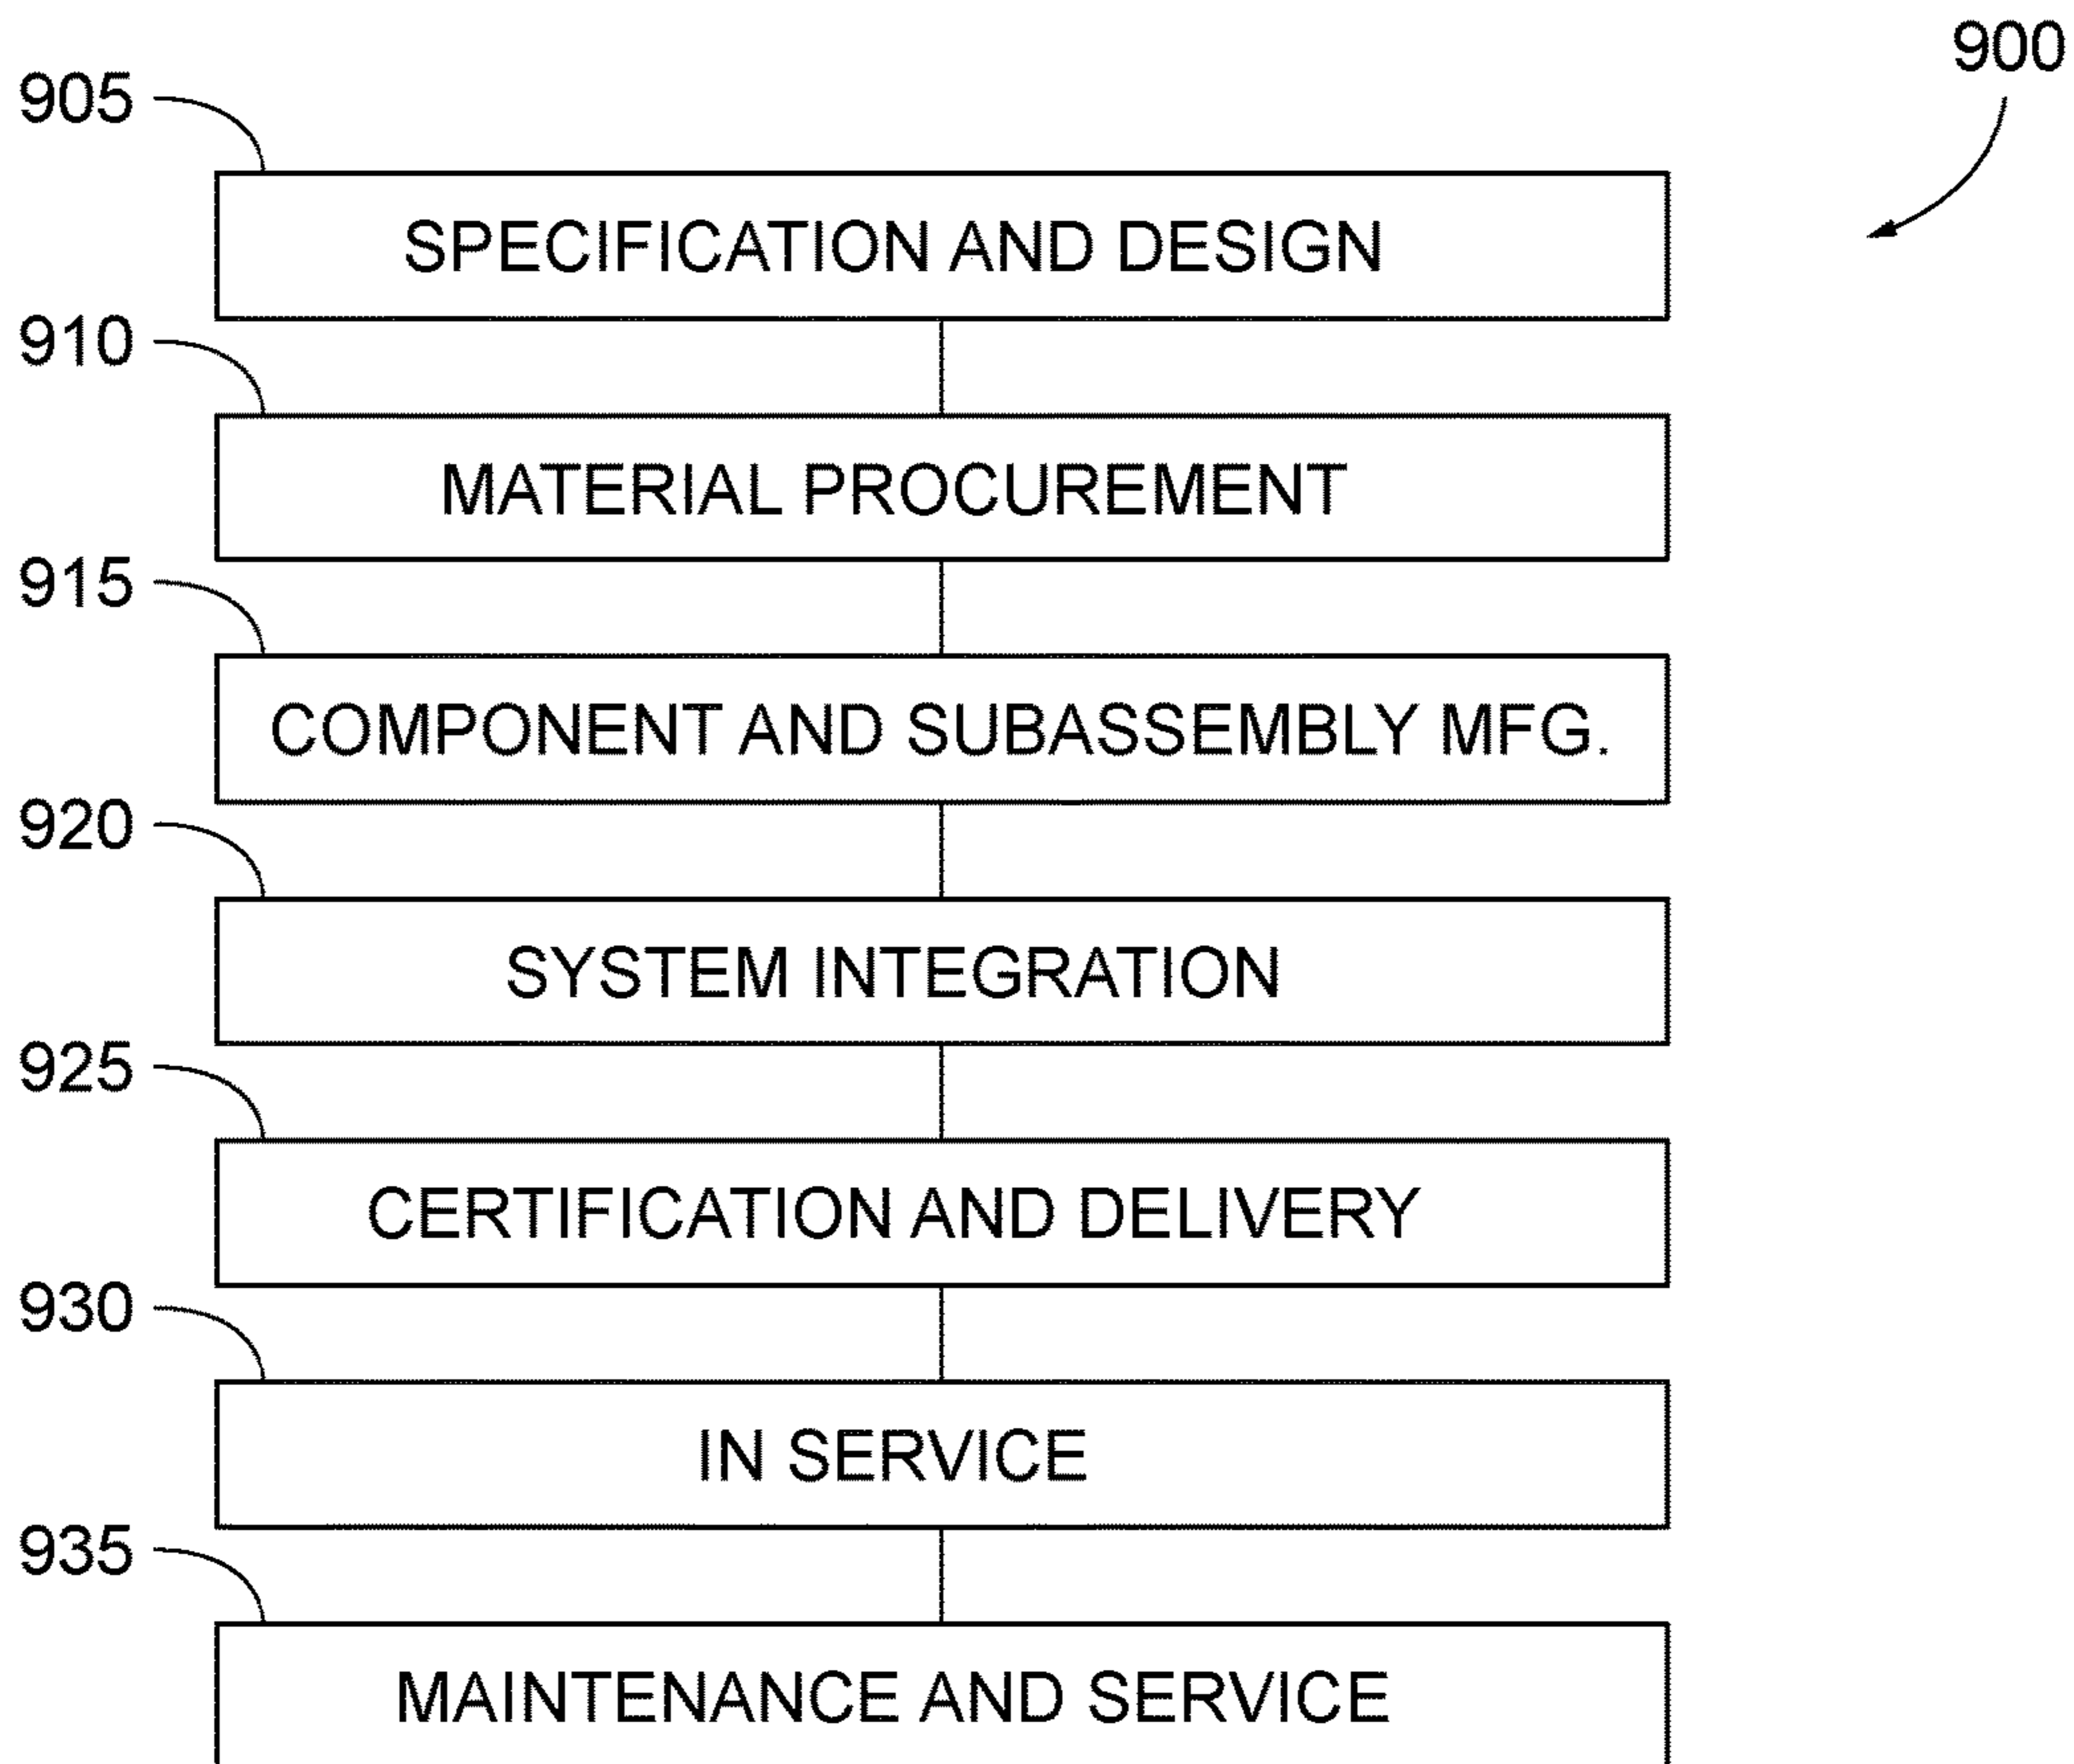 900
905
SPECIFICATION AND DESIGN
910
MATERIAL PROCUREMENT
915
COMPONENT AND SUBASSEMBLY MFG.
920
SYSTEM INTEGRATION
925
CERTIFICATION AND DELIVERY
930
IN SERVICE
935
MAINTENANCE AND SERVICE